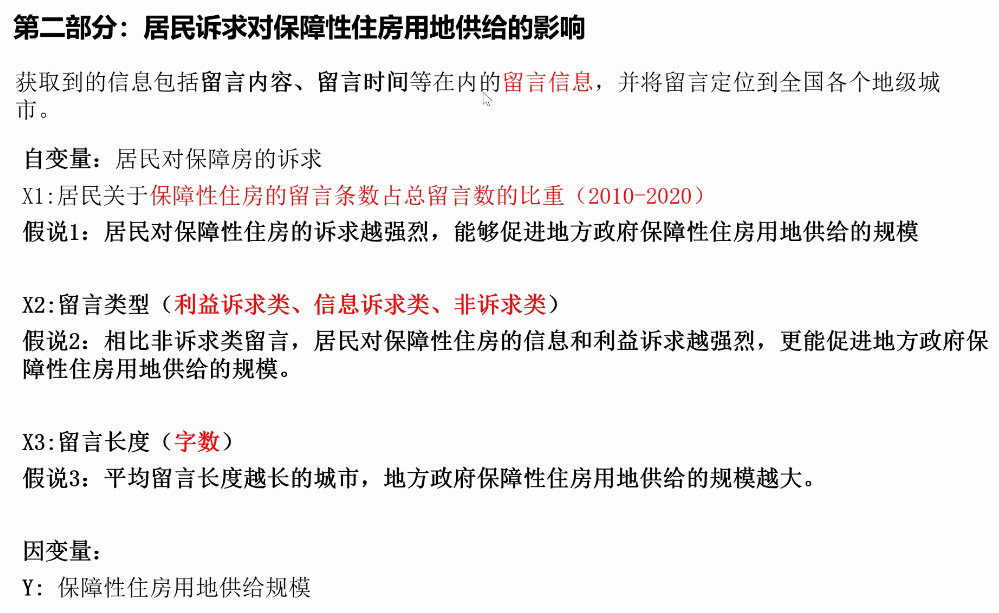 第二部分：居民诉求对保障性住房用地供给的影响
获取到的信息包括留言内容、留言时间等在内的留言信息，并将留言定位到全国各个地级城
市。
自变量：居民对保障房的诉求
X1:居民关于保障性住房的留言条数占总留言数的比重（2010-2020）
假说1：居民对保障性住房的诉求越强烈，能够促进地方政府保障性住房用地供给的规模
X2:留言类型（利益诉求类、信息诉求类、非诉求类）
假说2：相比非诉求类留言，居民对保障性住房的信息和利益诉求越强烈，更能促进地方政府保
障性住房用地供给的规模。
X3:留言长度（字数）
假说3：平均留言长度越长的城市，地方政府保障性住房用地供给的规模越大。
因变量：
Y: 保障性住房用地供给规模